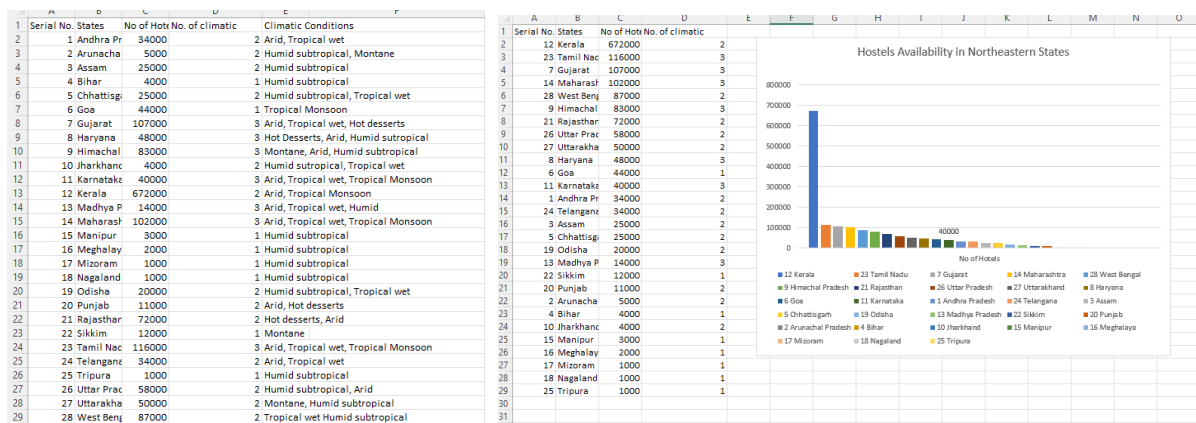 A B C D E F
1 Serial No. States No of Hote No. of climatic Climatic Conditions
2 1 Andhra Pr 34000 2 Arid, Tropical wet
3 2 Arunacha 5000 2 Humid subtropical, Montane
4 3 Assam 25000 2 Humid subtropical
5 4 Bihar 4000 1 Humid subtropical
6 5 Chhattisga 25000 2 Humid subtropical, Tropical wet
7 6 Goa 44000 1 Tropical Monsoon
8 7 Gujarat 107000 3 Arid, Tropical wet, Hot desserts
9 8 Haryana 48000 3 Hot Desserts, Arid, Humid sutropical
10 9 Himachal 83000 3 Montane, Arid, Humid subtropical
11 10 Jharkhand 4000 2 Humid sutropical, Tropical wet
12 11 Karnataka 40000 3 Arid, Tropical wet, Tropical Monsoon
13 12 Kerala 672000 2 Arid, Tropical Monsoon
14 13 Madhya P 14000 3 Arid, Tropical wet, Humid
15 14 Maharash 102000 3 Arid, Tropical wet, Tropical Monsoon
16 15 Manipur 3000 1 Humid subtropical
17 16 Meghalay 2000 1 Humid subtropical
18 17 Mizoram 1000 1 Humid subtropical
19 18 Nagaland 1000 1 Humid subtropical
20 19 Odisha 20000 2 Humid subtropical, Tropical wet
21 20 Punjab 11000 2 Arid, Hot desserts
22 21 Rajasthan 72000 2 Hot desserts, Arid
23 22 Sikkim 12000 1 Montane
24 23 Tamil Nad 116000 3 Arid, Tropical wet, Tropical Monsoon
25 24 Telangana 34000 2 Arid, Tropical wet
26 25 Tripura 1000 1 Humid subtropical
27 26 Uttar Prac 58000 2 Humid subtropical, Arid
28 27 Uttarakha 50000 2 Montane, Humid subtropical
29 28 West Beng 87000 2 Tropical wet Humid subtropical
A B C D E F G H I J K L M N O
1 Serial No. States No of Hote No. of climatic
2 12 Kerala 672000 2
3 23 Tamil Nad 116000 3
4 7 Gujarat 107000 3
5 14 Maharash 102000 3
6 28 West Beng 87000 2
7 9 Himachal 83000 3
8 21 Rajasthan 72000 2
9 26 Uttar Prac 58000 2
10 27 Uttarakha 50000 2
11 8 Haryana 48000 3
12 6 Goa 44000 1
13 11 Karnataka 40000 3
14 1 Andhra Pr 34000 2
15 24 Telangana 34000 2
16 3 Assam 25000 2
17 5 Chhattisga 25000 2
18 19 Odisha 20000 2
19 13 Madhya P 14000 3
20 22 Sikkim 12000 1
21 20 Punjab 11000 2
22 2 Arunacha 5000 2
23 4 Bihar 4000 1
24 10 Jharkhand 4000 2
25 15 Manipur 3000 1
26 16 Meghalay 2000 1
27 17 Mizoram 1000 1
28 18 Nagaland 1000 1
29 25 Tripura 1000 1
30
31
Hostels Availability in Northeastern States
800000
700000
600000
500000
400000
300000
200000
100000
0
40000
No of Hotels
12 Kerala 23 Tamil Nadu 7 Gujarat 14 Maharashtra 28 West Bengal
9 Himachal Pradesh 21 Rajasthan 26 Uttar Pradesh 27 Uttarakhand 8 Haryana
6 Goa 11 Karnataka 1 Andhra Pradesh 24 Telangana 3 Assam
5 Chhattisgarh 19 Odisha 13 Madhya Pradesh 22 Sikkim 20 Punjab
2 Arunachal Pradesh 4 Bihar 10 Jharkhand 15 Manipur 16 Meghalaya
17 Mizoram 18 Nagaland 25 Tripura